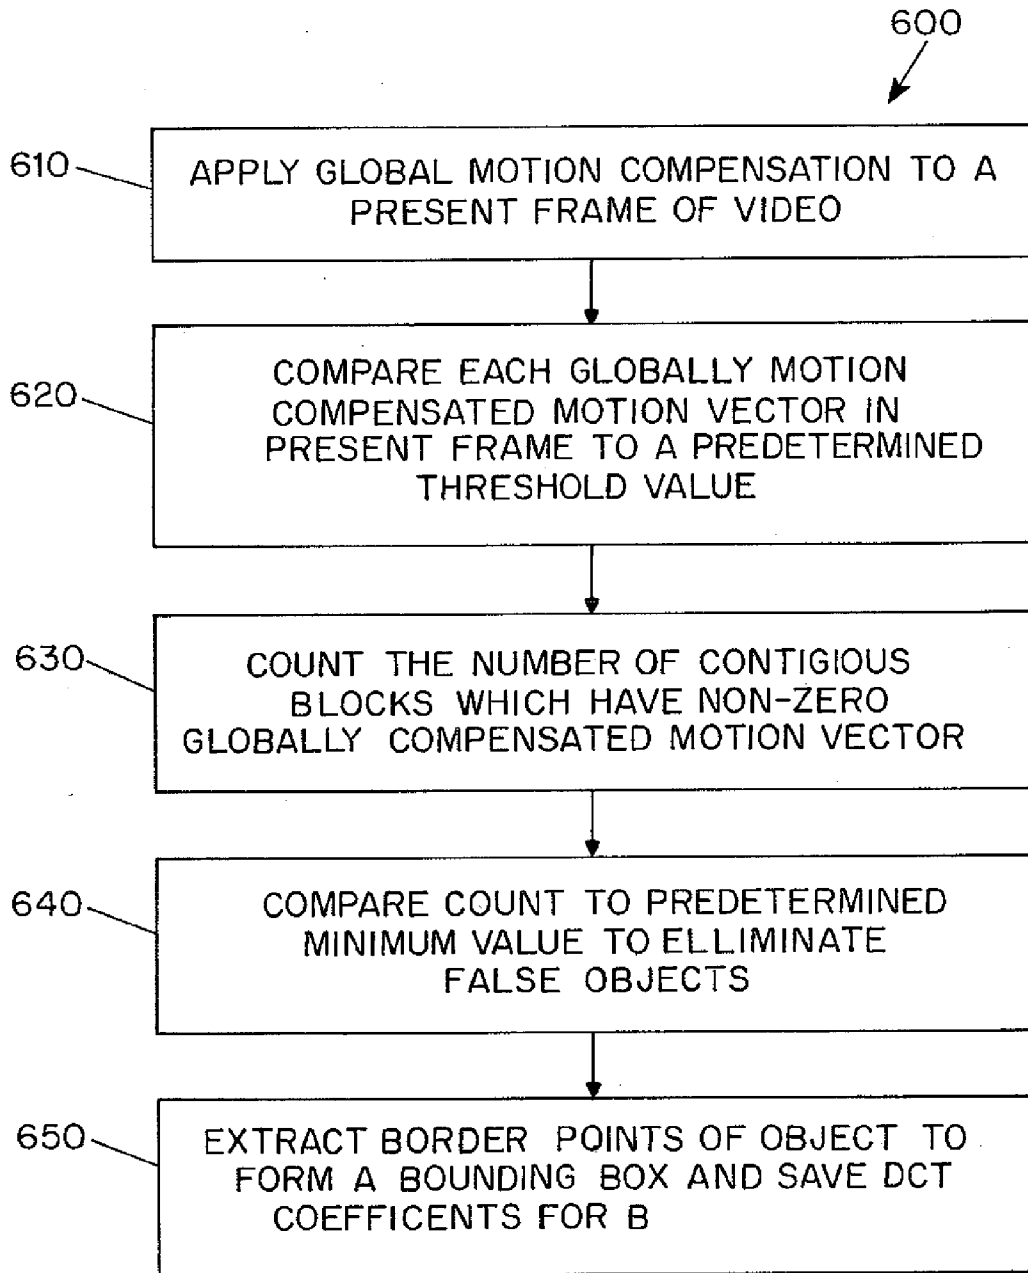 600
610
APPLY GLOBAL MOTION COMPENSATION TO A
PRESENT FRAME OF VIDEO
620
COMPARE EACH GLOBALLY MOTION
COMPENSATED MOTION VECTOR IN
PRESENT FRAME TO A PREDETERMINED
THRESHOLD VALUE
630
COUNT THE NUMBER OF CONTIGIOUS
BLOCKS WHICH HAVE NON-ZERO
GLOBALLY COMPENSATED MOTION VECTOR
640
COMPARE COUNT TO PREDETERMINED
MINIMUM VALUE TO ELLIMINATE
FALSE OBJECTS
650
EXTRACT BORDER POINTS OF OBJECT TO
FORM A BOUNDING BOX AND SAVE DCT
COEFFICENTS FOR B